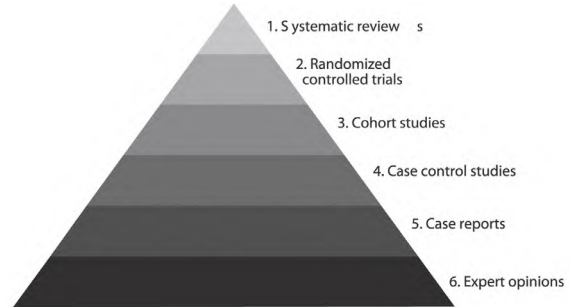 1. S ystematic review s
2. Randomized
controlled trials
3. Cohort studies
4. Case control studies
5. Case reports
6. Expert opinions